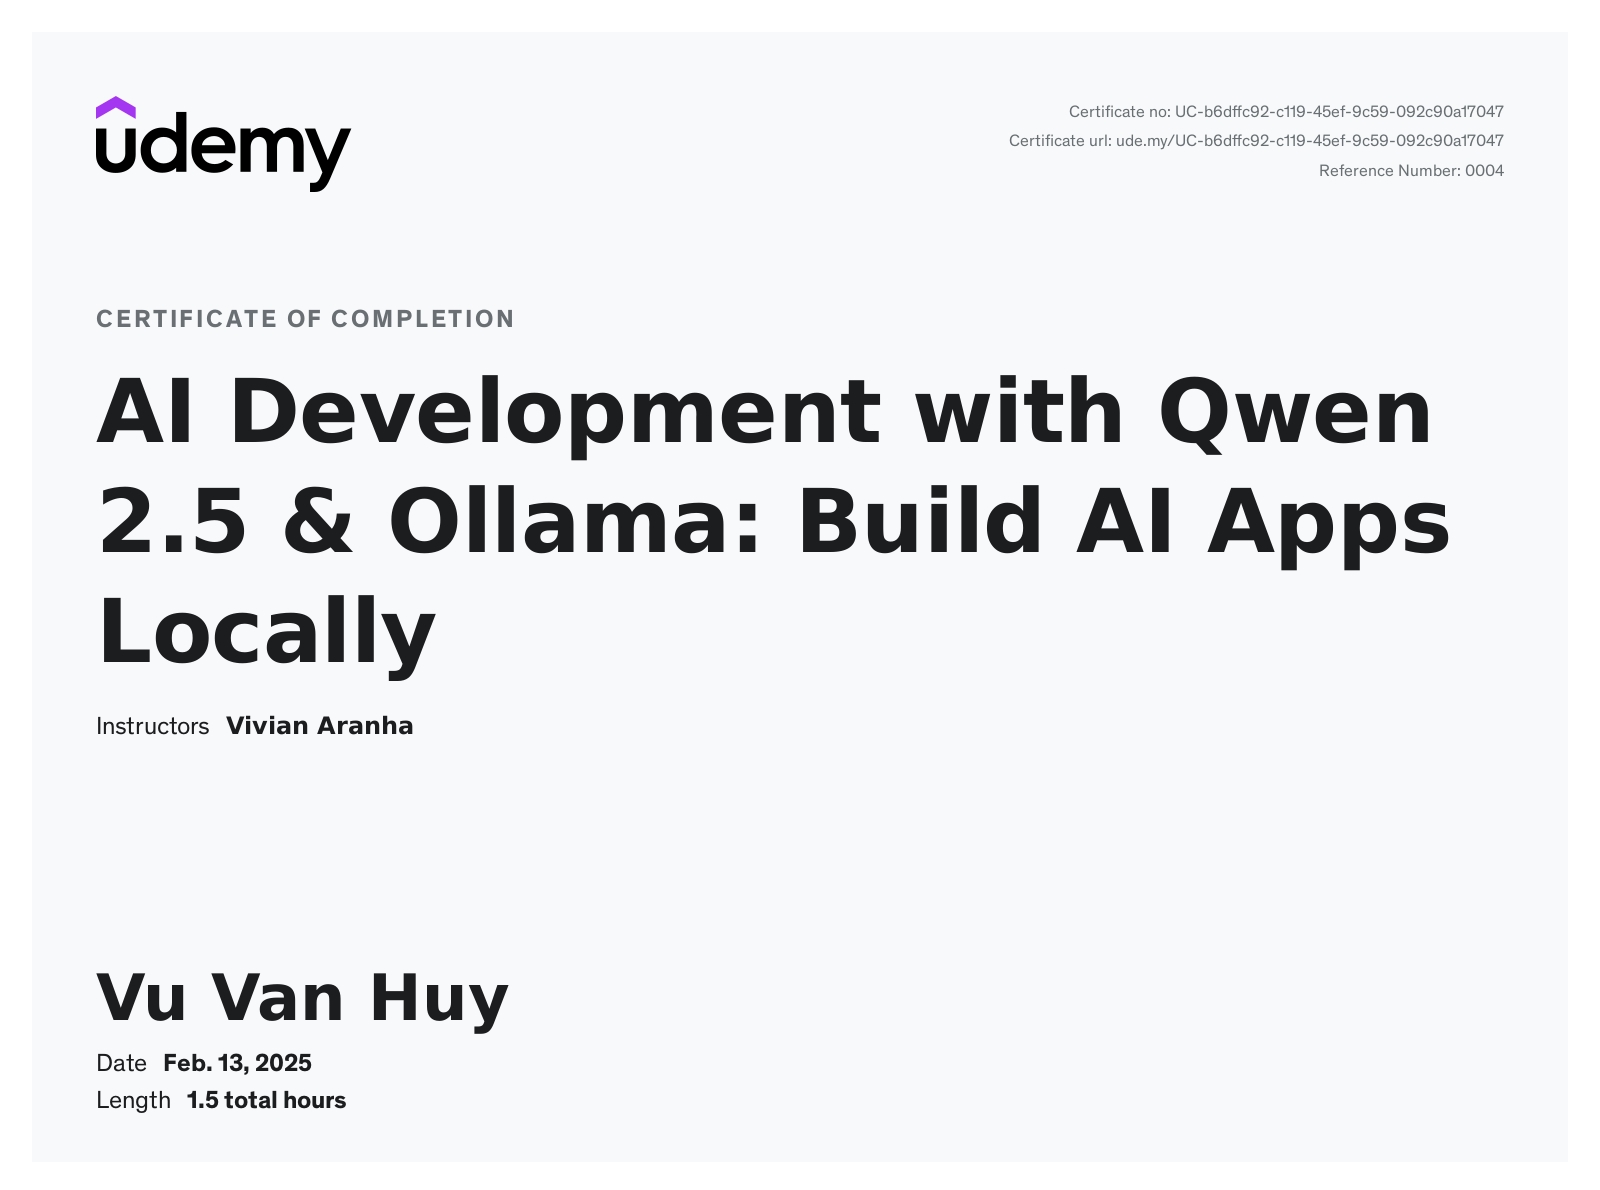 udemy
Certificate no: UC-b6dffc92-c119-45ef-9c59-092c90a17047
Certificate url: ude.my/UC-b6dffc92-c119-45ef-9c59-092c90a17047
Reference Number: 0004
CERTIFICATE OF COMPLETION
AI Development with Qwen
2.5 & Ollama: Build AI Apps
Locally
Instructors Vivian Aranha
Vu Van Huy
Date Feb. 13, 2025
Length 1.5 total hours